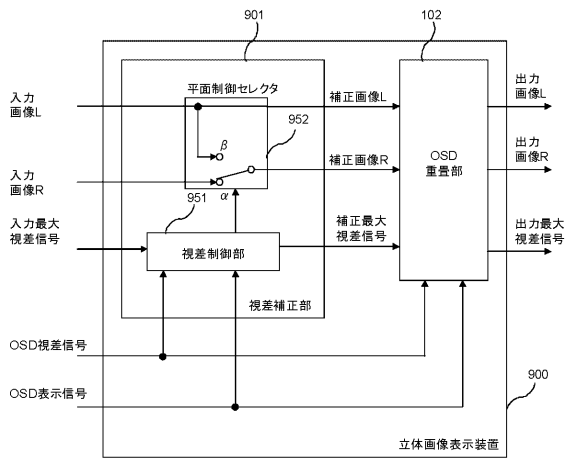 901
102
入力
画像L
平面制御セレクタ
補正画像L
出力
画像L
952
β
補正画像R
OSD
重畳部
出力
画像R
入力
画像R
α
951
入力最大
視差信号
視差制御部
補正最大
視差信号
出力最大
視差信号
視差補正部
OSD視差信号
OSD表示信号
900
立体画像表示装置